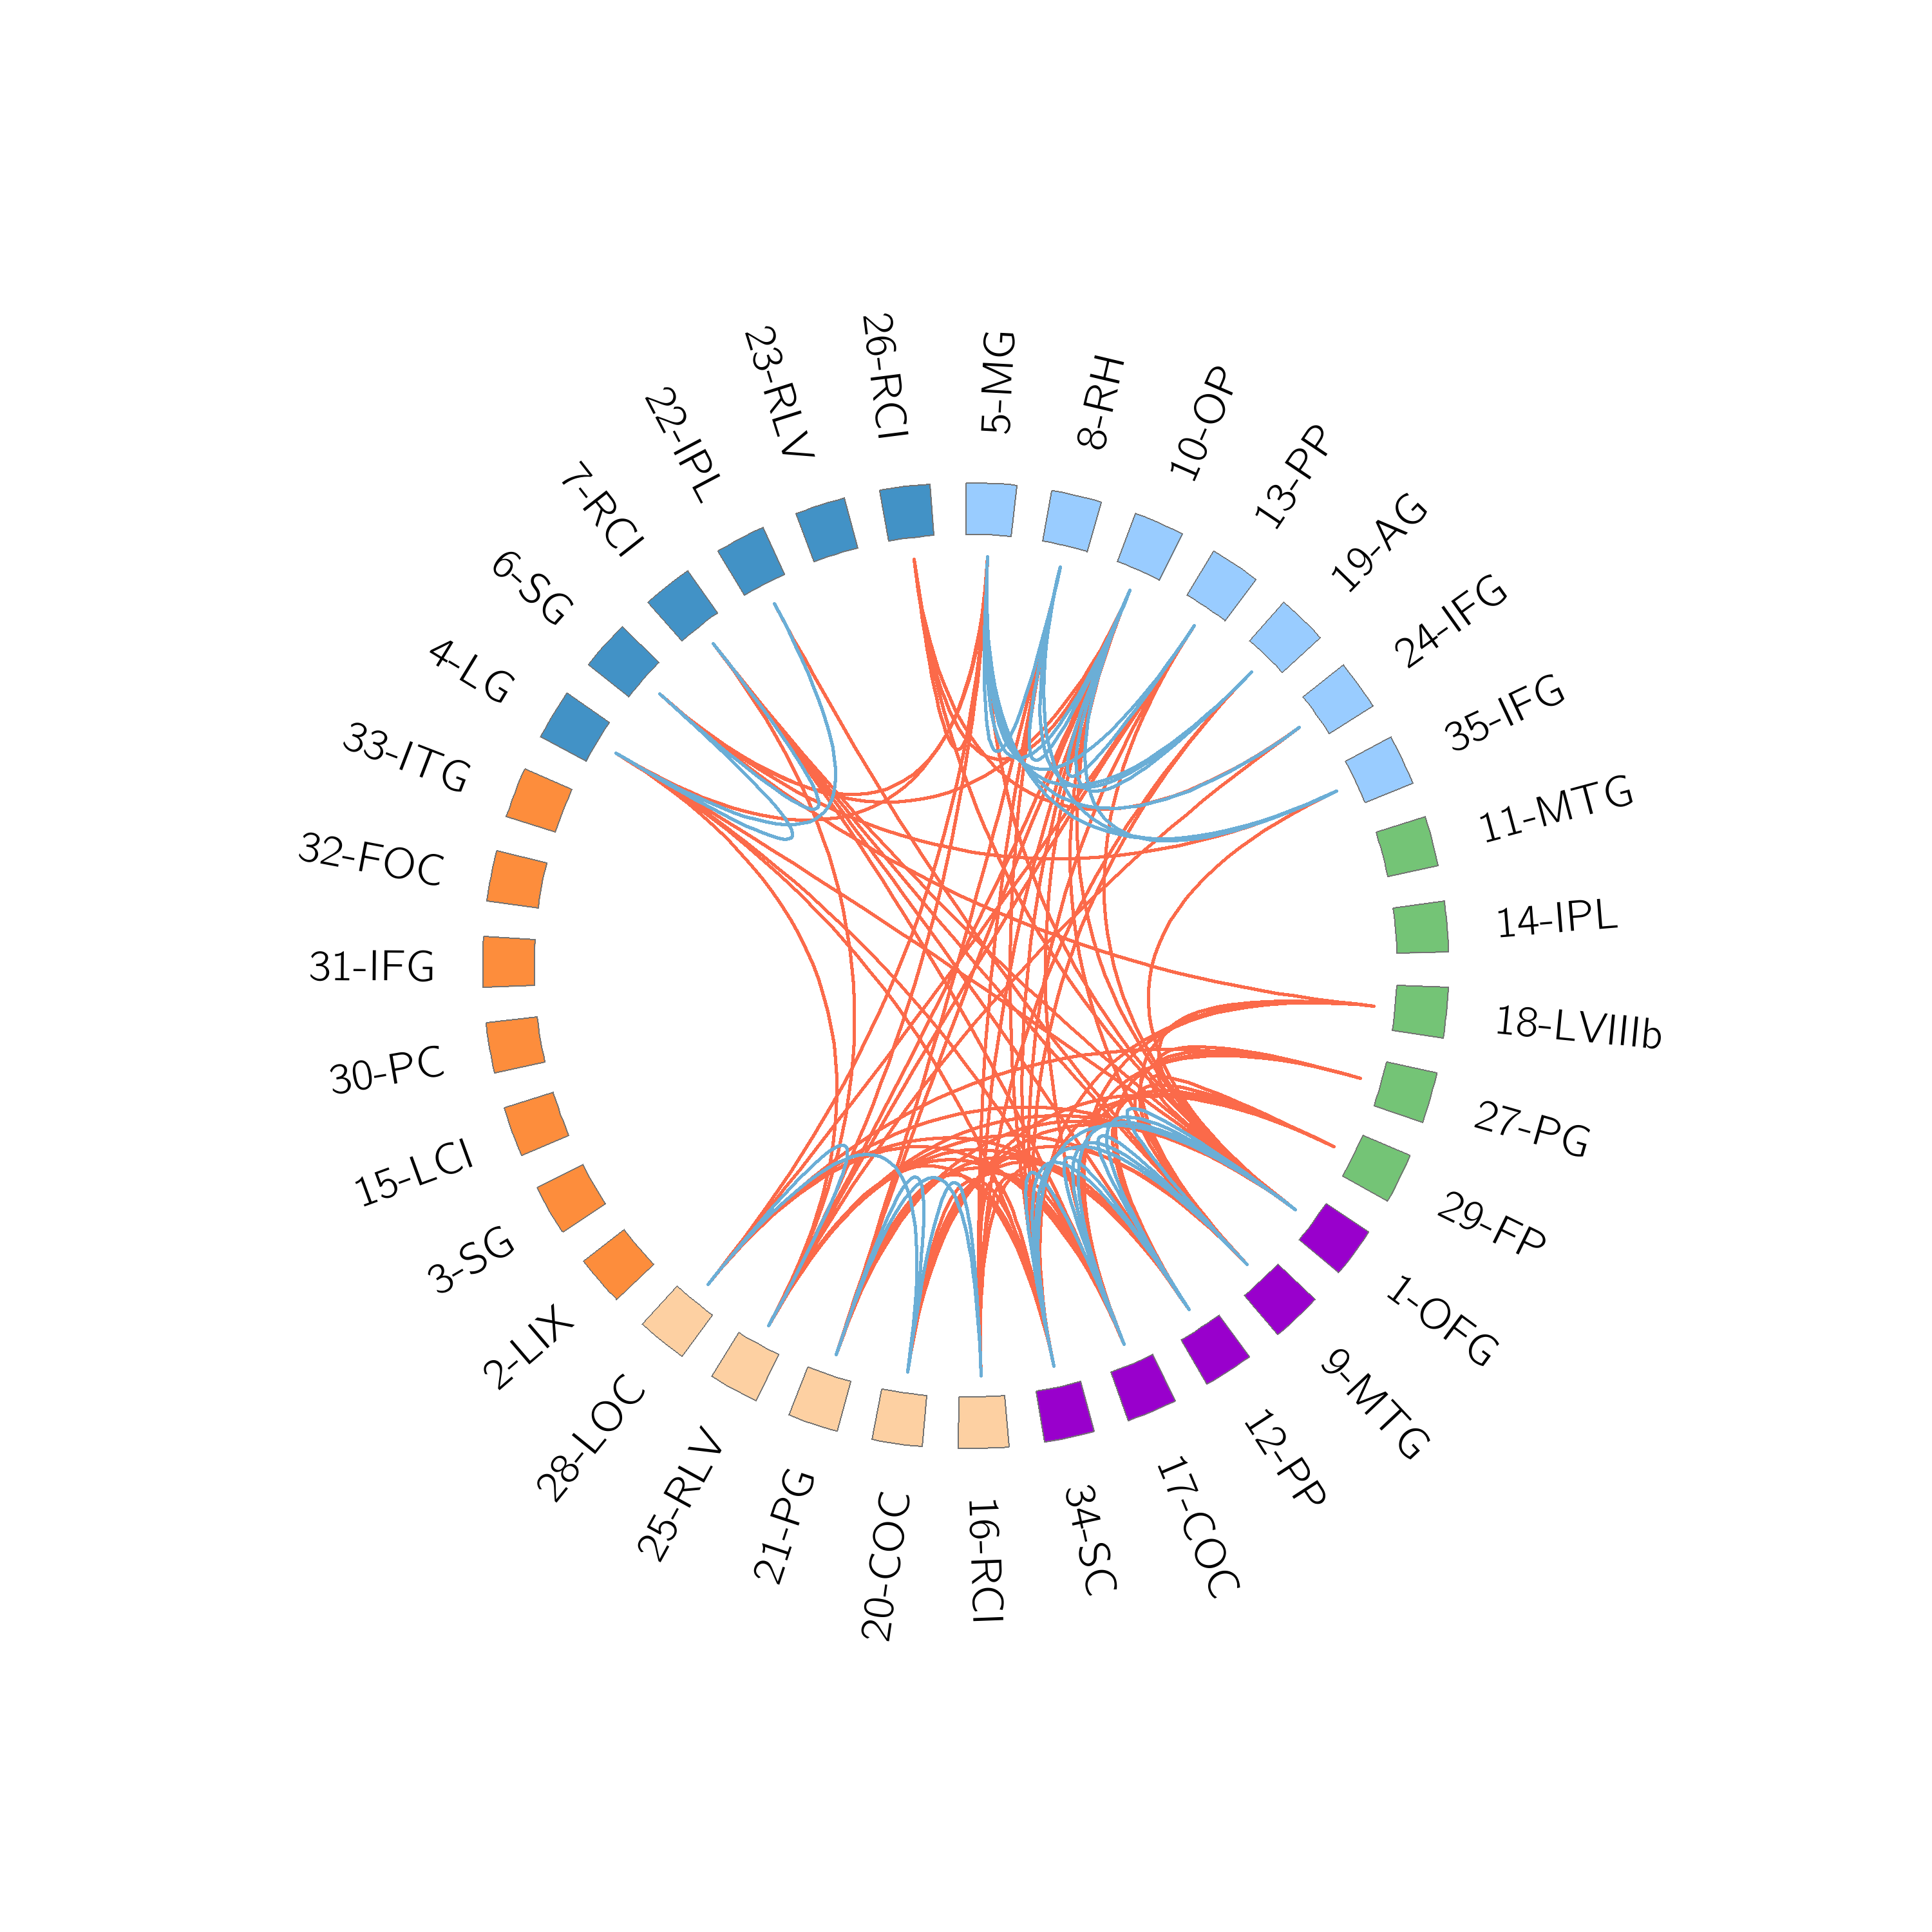 5-MG
8-RH
10-OP
13-PP
19-AG
24-IFG
35-IFG
11-MTG
14-IPL
18-LVIIIb
27-PG
29-FP
1-OFG
9-MTG
12-PP
17-COC
34-SC
16-RCI
20-COC
21-PG
25-RLV
28-LOC
2-LIX
3-SG
15-LCI
30-PC
31-IFG
32-FOC
33-ITG
4-LG
6-SG
7-RCI
22-IPL
23-RLV
26-RCI